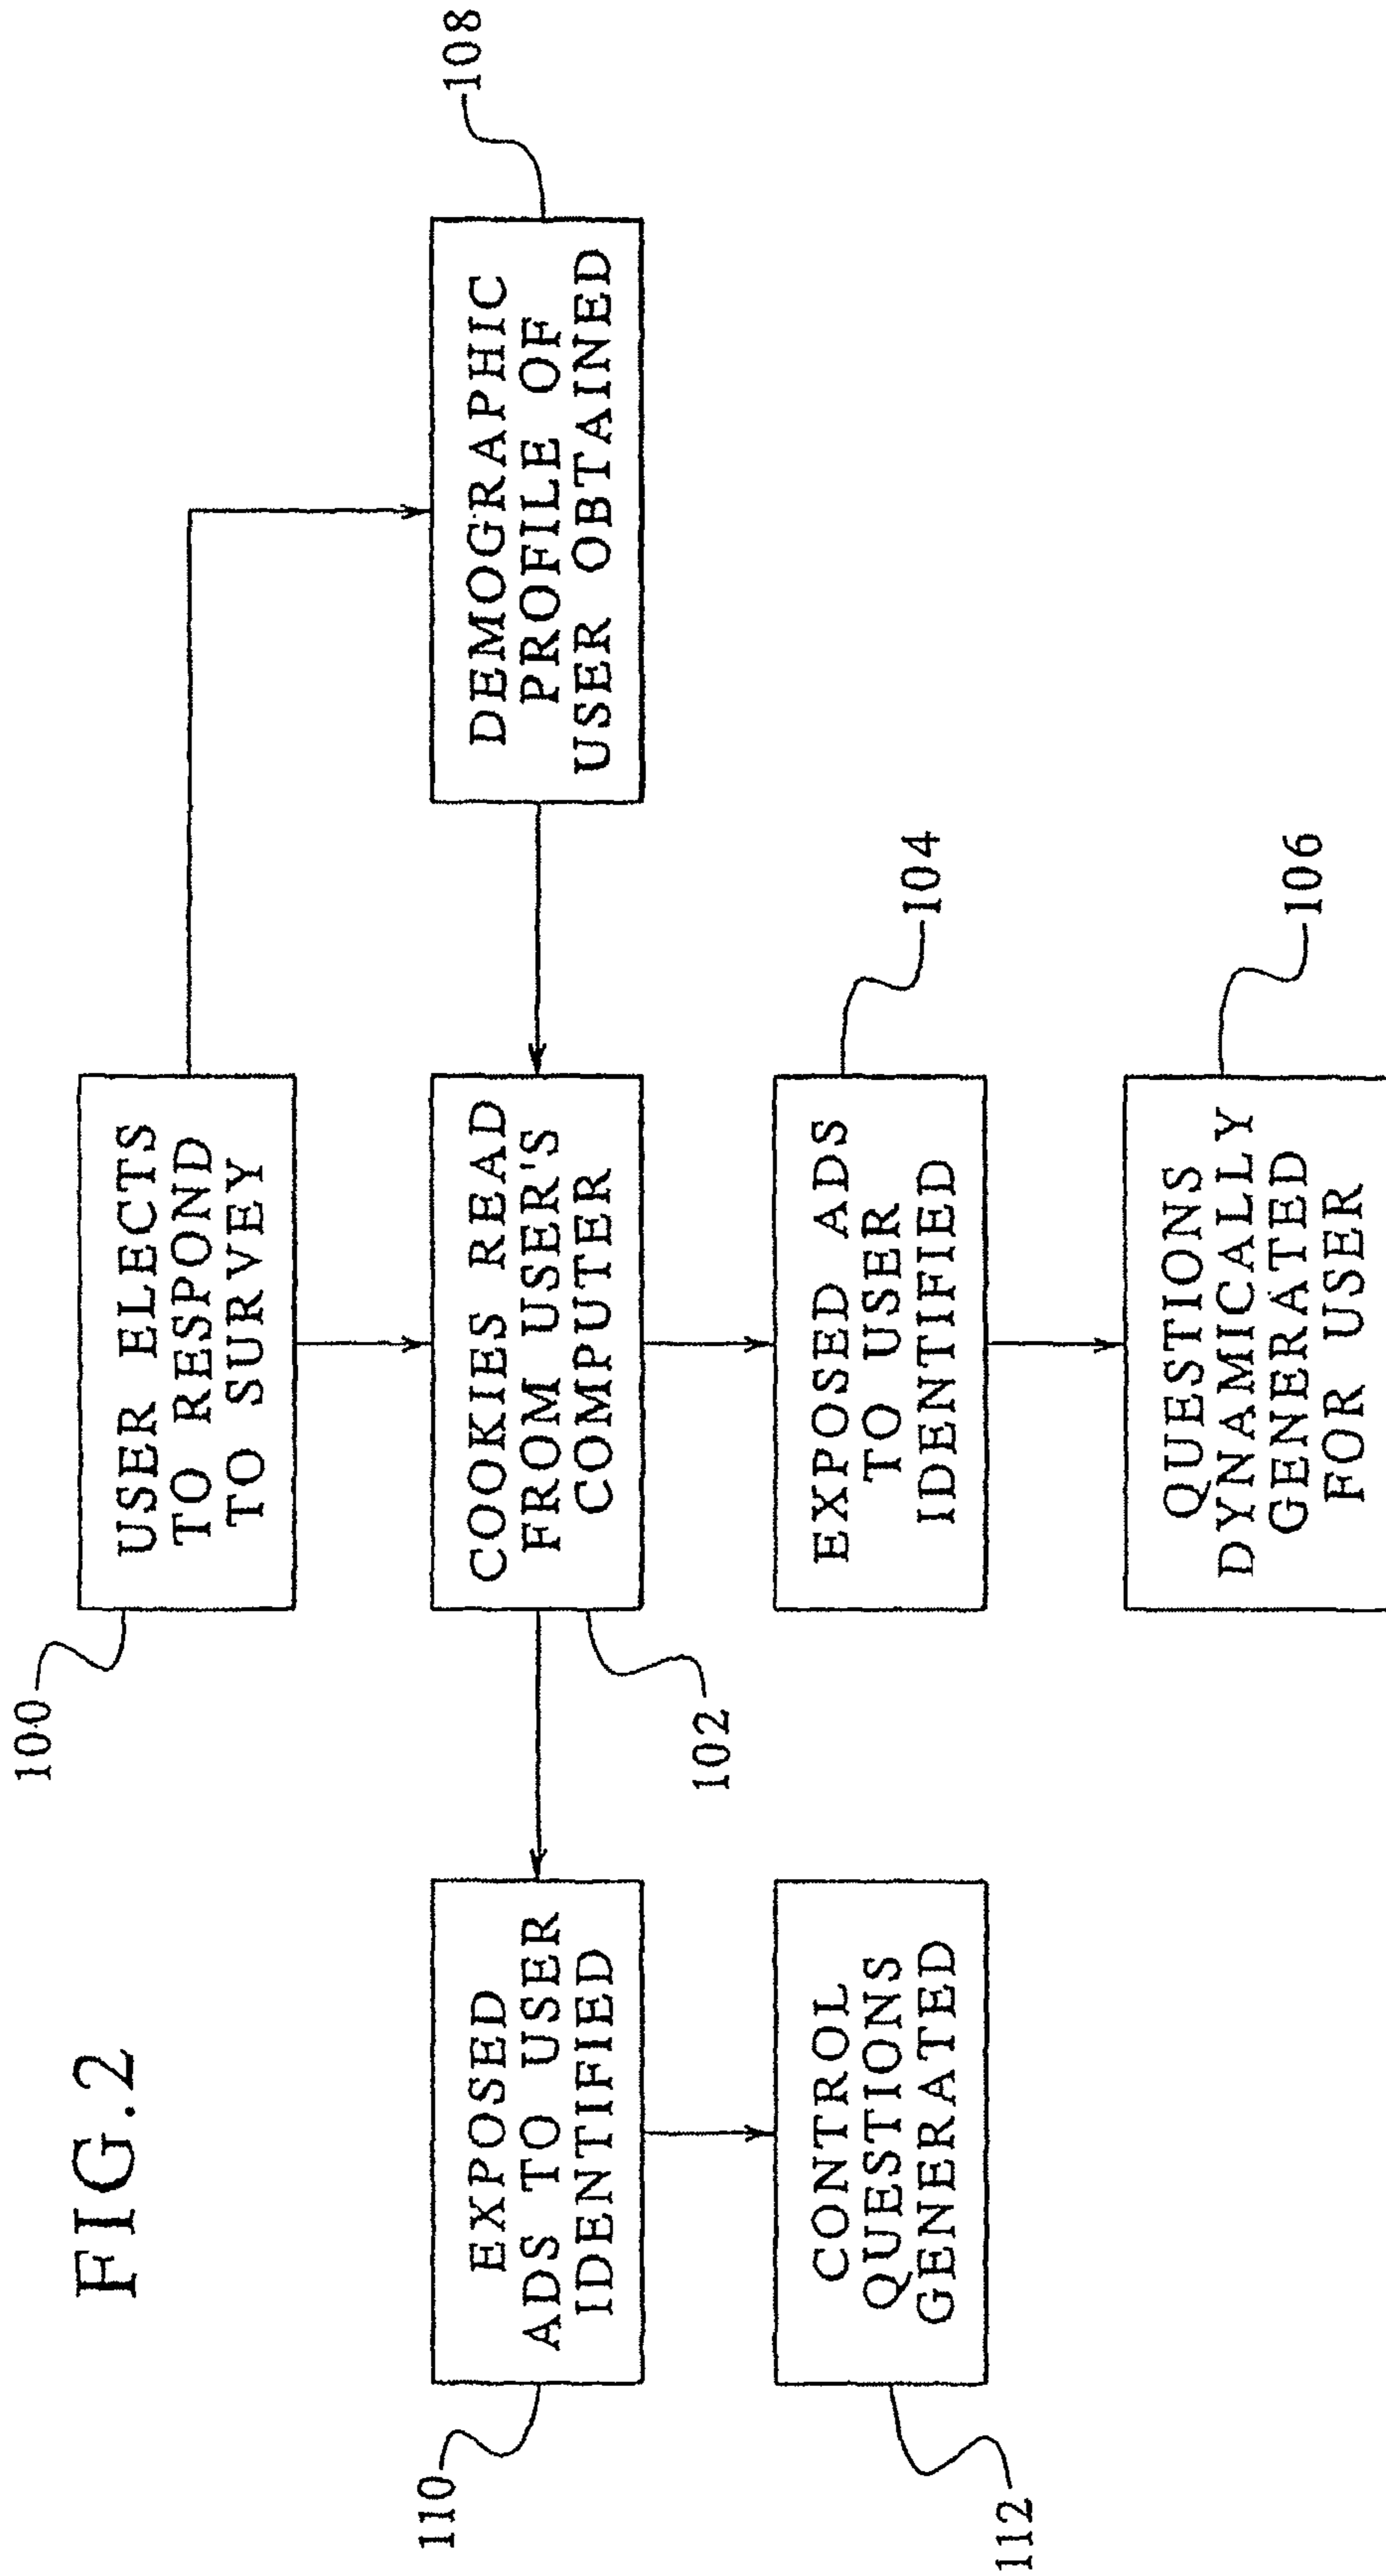 FIG.2
100
USER ELECTS
TO RESPOND
TO SURVEY
108
DEMOGRAPHIC
PROFILE OF
USER OBTAINED
COOKIES READ
FROM USER'S
COMPUTER
102
110
EXPOSED
ADS TO USER
IDENTIFIED
EXPOSED ADS
TO USER
IDENTIFIED
104
112
CONTROL
QUESTIONS
GENERATED
QUESTIONS
DYNAMICALLY
GENERATED
FOR USER
106